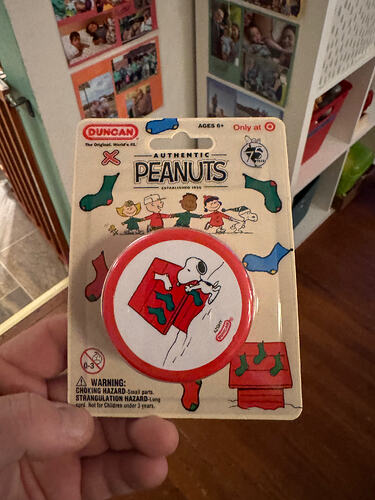 DUNCAN
The Original. World's #1.
AGES 6+
Only at
AUTHENTIC
PEANUTS
ESTABLISHED 1950
75
DUNCAN
0-3
WARNING:
CHOKING HAZARD-Small parts.
STRANGULATION HAZARD-Long
cord. Not for Children under 3 years.